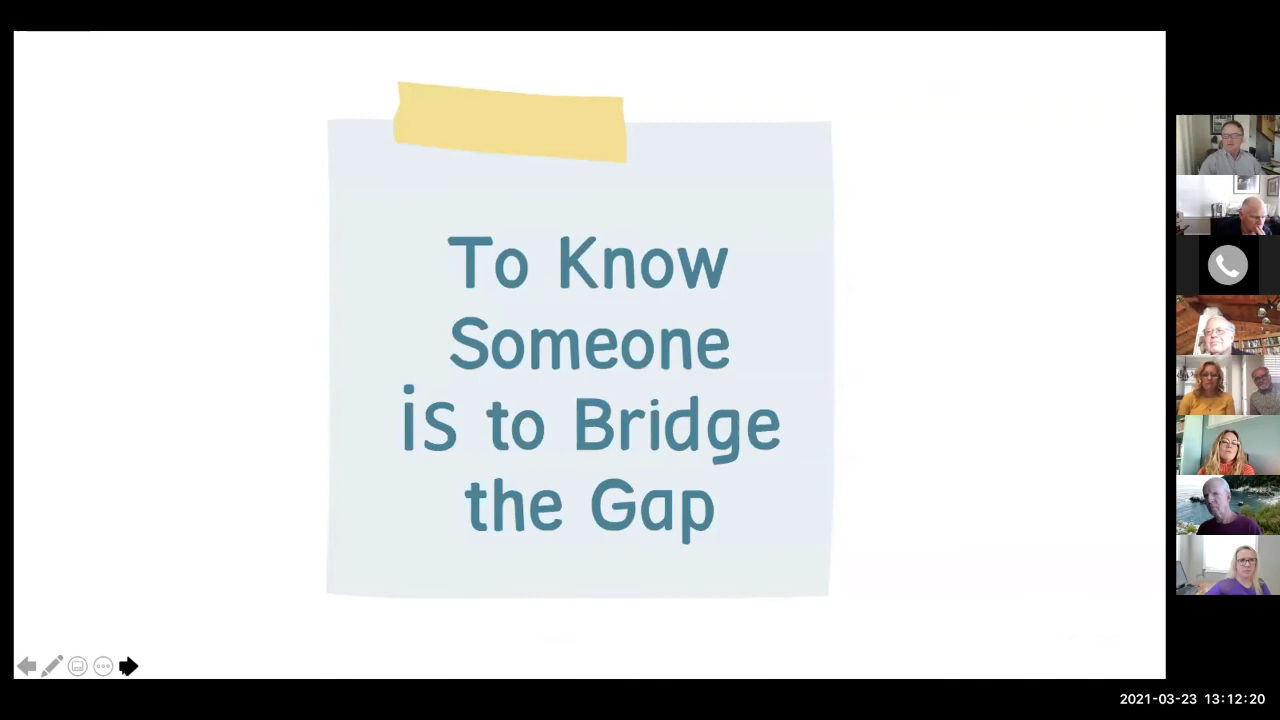 To Know
Someone
is to Bridge
the Gap
2021-03-23 13:12:20